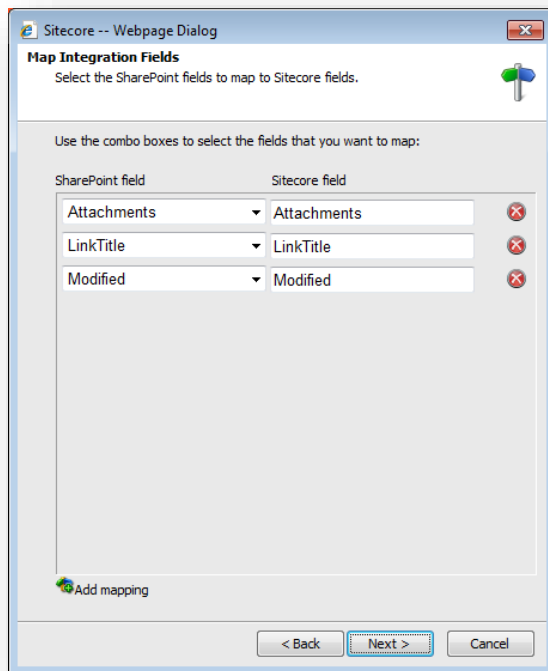 Sitecore -- Webpage Dialog
Map Integration Fields
Select the SharePoint fields to map to Sitecore fields.
Use the combo boxes to select the fields that you want to map:
SharePoint field Sitecore field
Attachments Attachments
LinkTitle LinkTitle
Modified Modified
Add mapping
< Back Next > Cancel